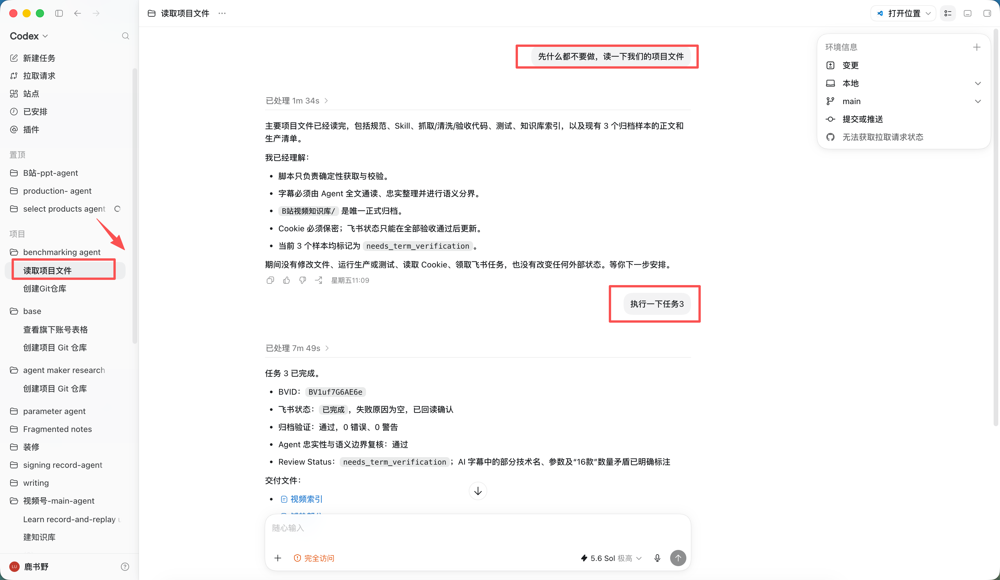 Codex
新建任务
拉取请求
站点
已安排
插件
置顶
B站-ppt-agent
production- agent
select products agent
项目
benchmarking agent
读取项目文件
创建Git仓库
base
查看旗下账号表格
创建项目 Git 仓库
agent maker research
创建项目 Git 仓库
parameter agent
Fragmented notes
装修
signing record-agent
writing
视频号-main-agent
Learn record-and-replay u
建知识库
LU 鹿书野
读取项目文件
打开位置
先什么都不要做，读一下我们的项目文件
已处理 1m 34s
主要项目文件已经读完，包括规范、Skill、抓取/清洗/验收代码、测试、知识库索引，以及现有 3 个归档样本的正文和
生产清单。
我已经理解：
• 脚本只负责确定性获取与校验。
• 字幕必须由 Agent 全文通读、忠实整理并进行语义分界。
• B站视频知识库/ 是唯一正式归档。
• Cookie 必须保密；飞书状态只能在全部验收通过后更新。
• 当前 3 个样本均标记为 needs_term_verification 。
期间没有修改文件、运行生产或测试、读取 Cookie、领取飞书任务，也没有改变任何外部状态。等你下一步安排。
星期五11:09
执行一下任务3
已处理 7m 49s
任务 3 已完成。
• BVID： BV1uf7G6AE6e
• 飞书状态： 已完成 ，失败原因为空，已回读确认
• 归档验证：通过，0 错误、0 警告
• Agent 忠实性与语义边界复核：通过
• Review Status： needs_term_verification ；AI 字幕中的部分技术名、参数及“16款”数量矛盾已明确标注
交付文件：
• 视频索引
随心输入
完全访问
5.6 Sol 极高
环境信息
变更
本地
main
提交或推送
无法获取拉取请求状态